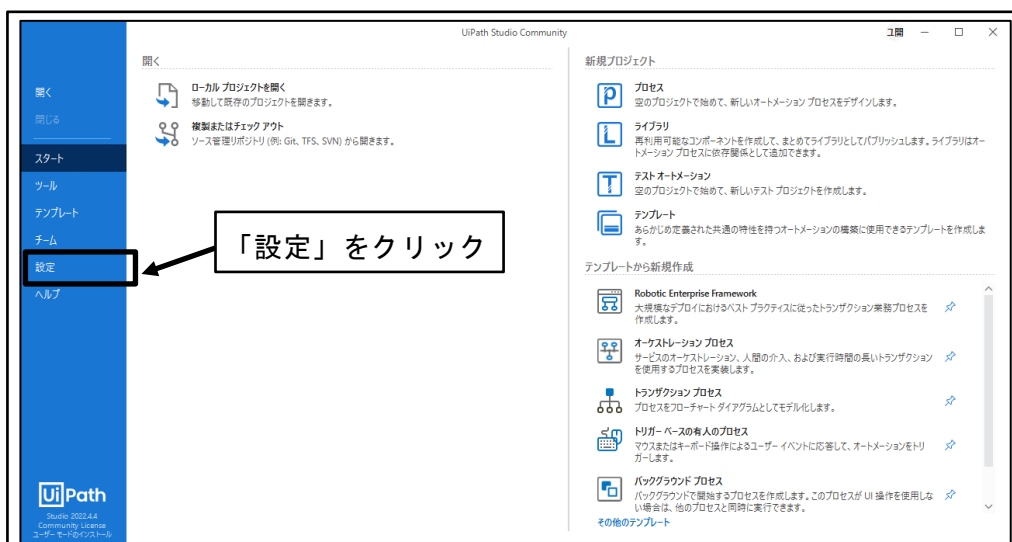 UiPath Studio Community
ユ開
開く
閉じる
スタート
ツール
テンプレート
チーム
設定
ヘルプ
UiPath
Studio 2022.4.4
Community License
ユーザー モードのインストール
開く
ローカル プロジェクトを開く
移動して既存のプロジェクトを開きます。
複製またはチェック アウト
ソース管理リポジトリ (例: Git、TFS、SVN) から開きます。
「設定」をクリック
新規プロジェクト
プロセス
空のプロジェクトで始めて、新しいオートメーション プロセスをデザインします。
ライブラリ
再利用可能なコンポーネントを作成して、まとめてライブラリとしてパブリッシュします。ライブラリはオー
トメーション プロセスに依存関係として追加できます。
テスト オートメーション
空のプロジェクトで始めて、新しいテスト プロジェクトを作成します。
テンプレート
あらかじめ定義された共通の特性を持つオートメーションの構築に使用できるテンプレートを作成しま
す。
テンプレートから新規作成
Robotic Enterprise Framework
大規模なデプロイにおけるベスト プラクティスに従ったトランザクション業務プロセスを
作成します。
オーケストレーション プロセス
サービスのオーケストレーション、人間の介入、および実行時間の長いトランザクション
を使用するプロセスを実装します。
トランザクション プロセス
プロセスをフローチャート ダイアグラムとしてモデル化します。
トリガー ベースの有人のプロセス
マウスまたはキーボード操作によるユーザー イベントに応答して、オートメーションをトリ
ガーします。
バックグラウンド プロセス
バックグラウンドで開始するプロセスを作成します。このプロセスが UI 操作を使用しな
い場合は、他のプロセスと同時に実行できます。
その他のテンプレート